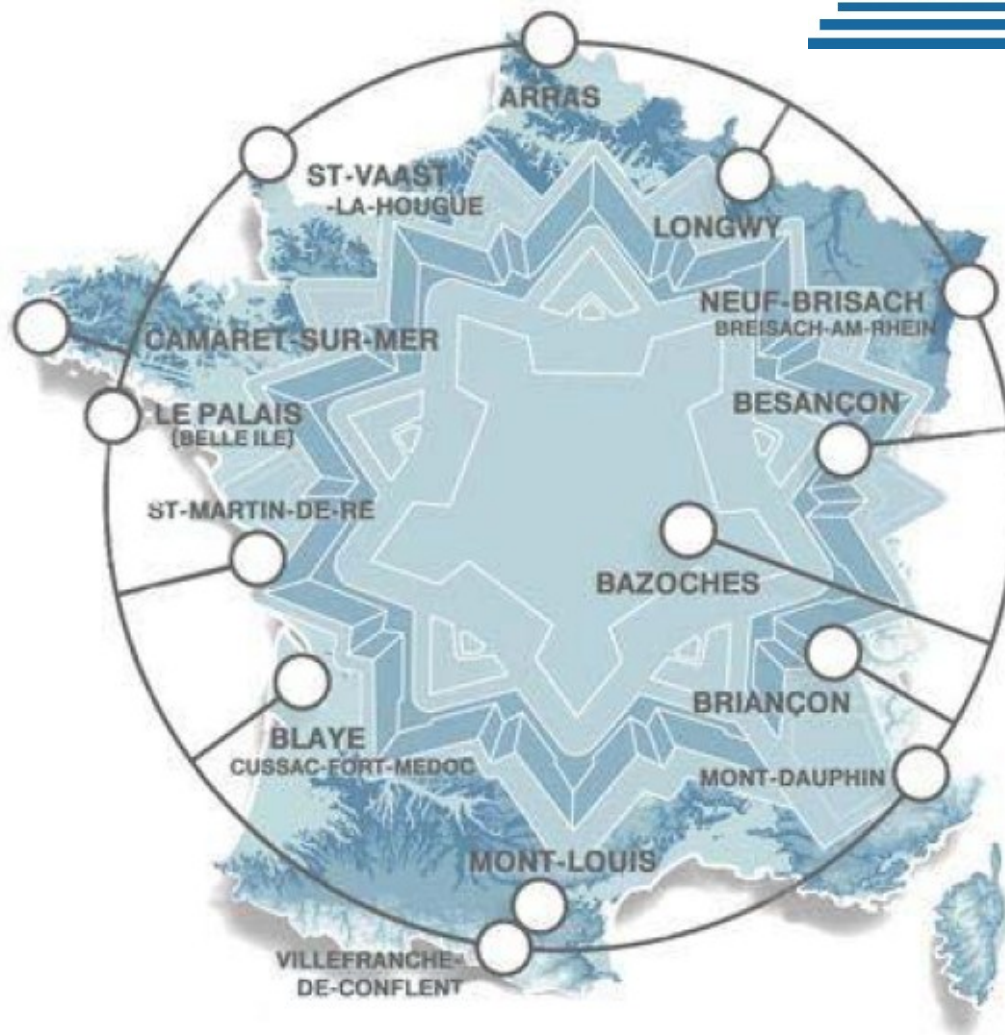 ARRAS
ST-VAAST
-LA-HOUGUE
LONGWY
NEUF-BRISACH
BREISACH-AM-RHEIN
CAMARET-SUR-MER
BESANÇON
LE PALAIS
(BELLE ILE)
ST-MARTIN-DE-RE
BAZOCHES
BRIANÇON
BLAYE
CUSSAC-FORT-MEDOC
MONT-DAUPHIN
MONT-LOUIS
VILLEFRANCHE-
DE-CONFLENT